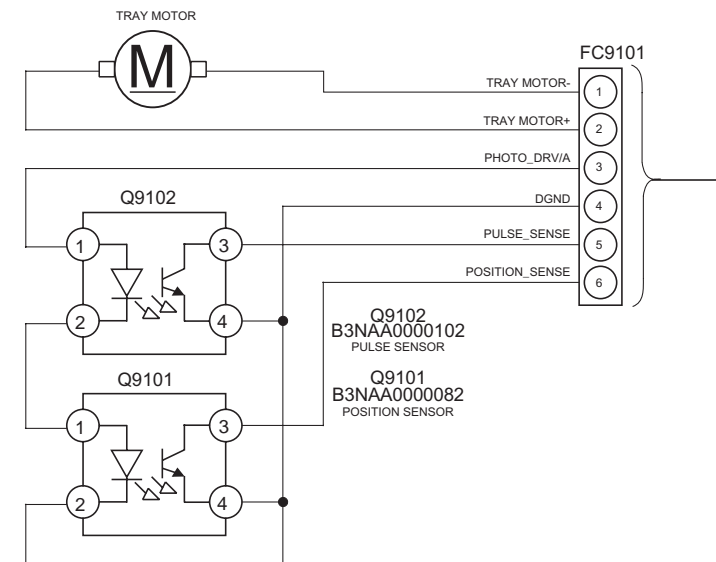 TRAY MOTOR
M
FC9101
TRAY MOTOR-
1
TRAY MOTOR+
2
PHOTO_DRV/A
3
DGND
4
PULSE_SENSE
5
POSITION_SENSE
6
Q9102
1
3
2
4
Q9102
B3NAA0000102
PULSE SENSOR
Q9101
B3NAA0000082
POSITION SENSOR
Q9101
1
3
2
4